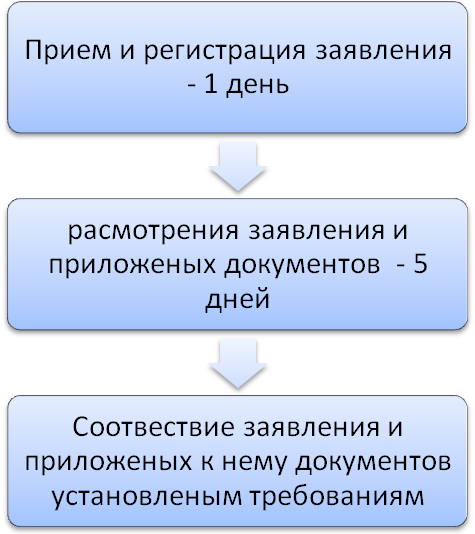 Прием и регистрация заявления
- 1 день
расмотрения заявления и
приложеных документов - 5
дней
Соотвествие заявления и
приложеных к нему документов
установленым требованиям